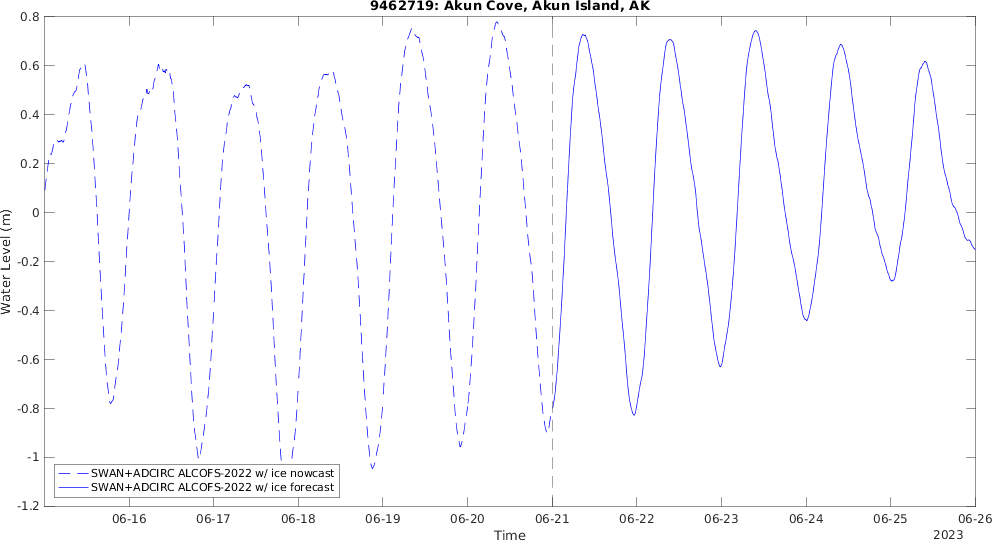 9462719: Akun Cove, Akun Island, AK
0.8
0.6
0.4
0.2
0
-0.2
-0.4
-0.6
-0.8
-1
-1.2
Water Level (m)
SWAN+ADCIRC ALCOFS-2022 w/ ice nowcast
SWAN+ADCIRC ALCOFS-2022 w/ ice forecast
06-16 06-17 06-18 06-19 06-20 06-21 06-22 06-23 06-24 06-25 06-26
Time
2023